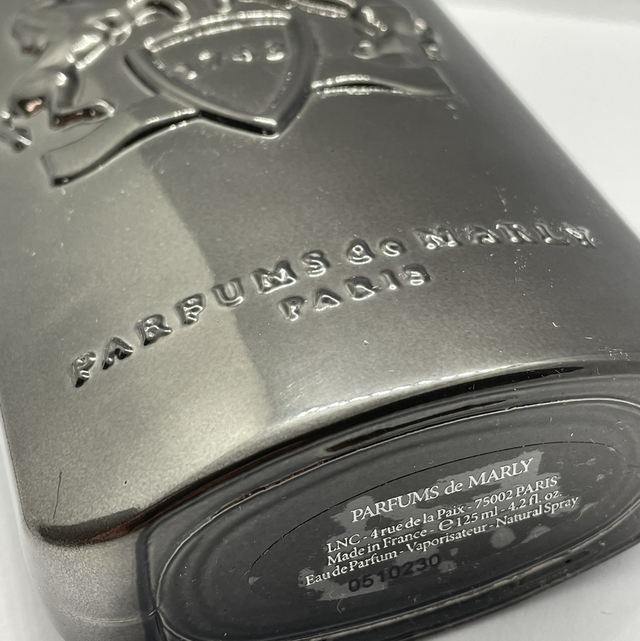 1743
PARFUMS de MARLY
PARIS
PARFUMS de MARLY
LNC - 4 rue de la Paix - 75002 PARIS
Made in France - ℮ 125 ml - 4.2 fl. oz.
Eau de Parfum - Vaporisateur - Natural Spray
0510230